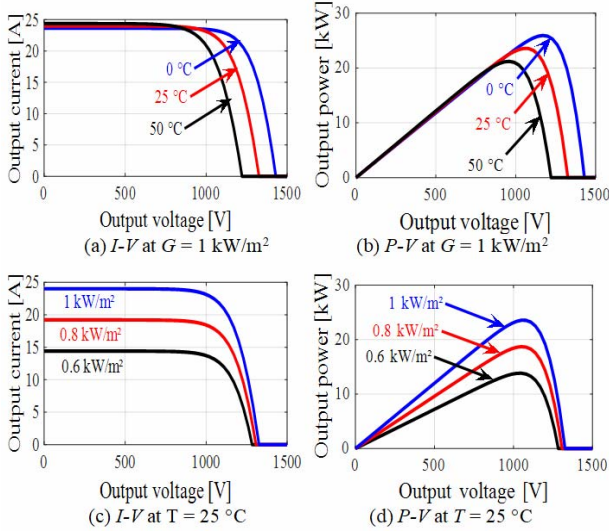 Output current [A]
25
20
15
10
5
0
0 °C
25 °C
50 °C
0
500
1000
1500
Output voltage [V]
(a) I-V at G = 1 kW/m²
Output power [kW]
30
20
10
0
0 °C
25 °C
50 °C
0
500
1000
1500
Output voltage [V]
(b) P-V at G = 1 kW/m²
Output current [A]
25
20
15
10
5
0
1 kW/m²
0.8 kW/m²
0.6 kW/m²
0
500
1000
1500
Output voltage [V]
(c) I-V at T = 25 °C
Output power [kW]
30
20
10
0
1 kW/m²
0.8 kW/m²
0.6 kW/m²
0
500
1000
1500
Output voltage [V]
(d) P-V at T = 25 °C